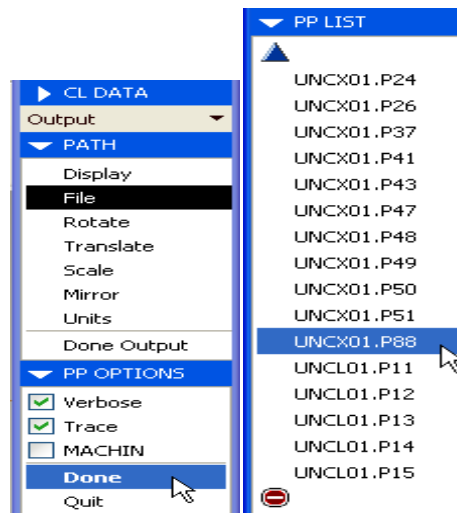 CL DATA
Output
PATH
Display
File
Rotate
Translate
Scale
Mirror
Units
Done Output
PP OPTIONS
Verbose
Trace
MACHIN
Done
Quit
PP LIST
UNCX01.P24
UNCX01.P26
UNCX01.P37
UNCX01.P41
UNCX01.P43
UNCX01.P47
UNCX01.P48
UNCX01.P49
UNCX01.P50
UNCX01.P51
UNCX01.P88
UNCL01.P11
UNCL01.P12
UNCL01.P13
UNCL01.P14
UNCL01.P15